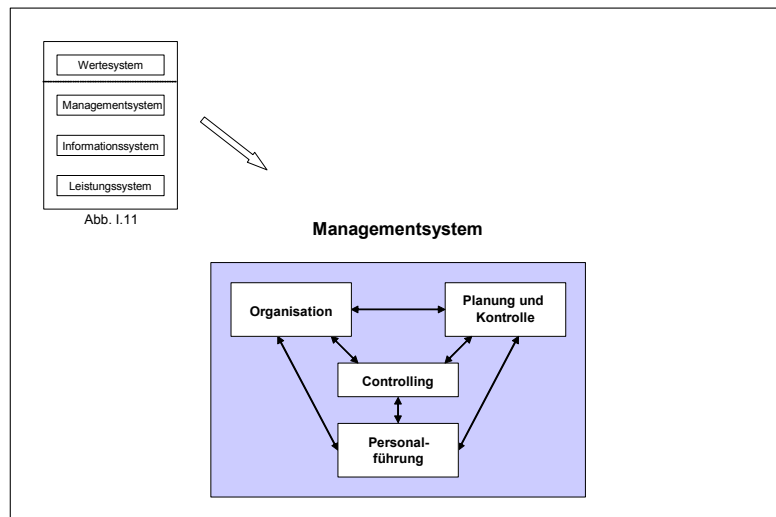 Wertesystem
Managementsystem
Informationssystem
Leistungssystem
Abb. I.11
Managementsystem
Organisation
Planung und
Kontrolle
Controlling
Personal-
führung